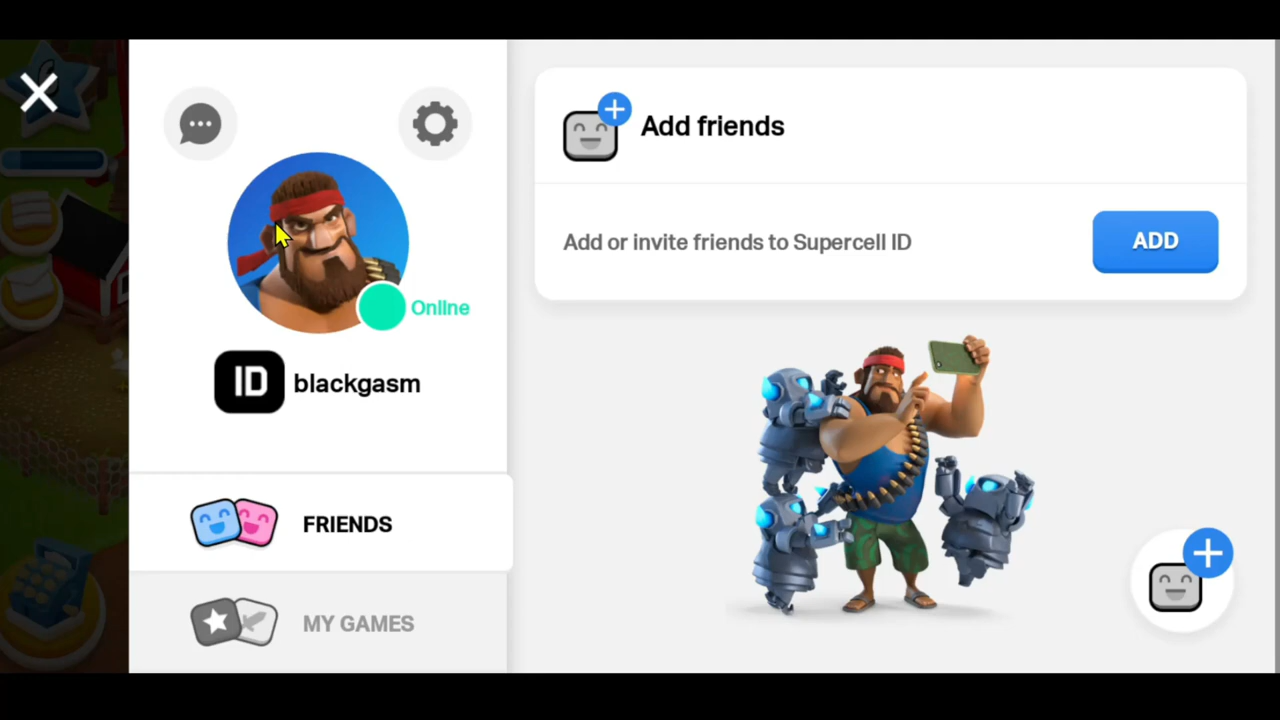 Online
ID blackgasm
FRIENDS
MY GAMES
Add friends
Add or invite friends to Supercell ID
ADD